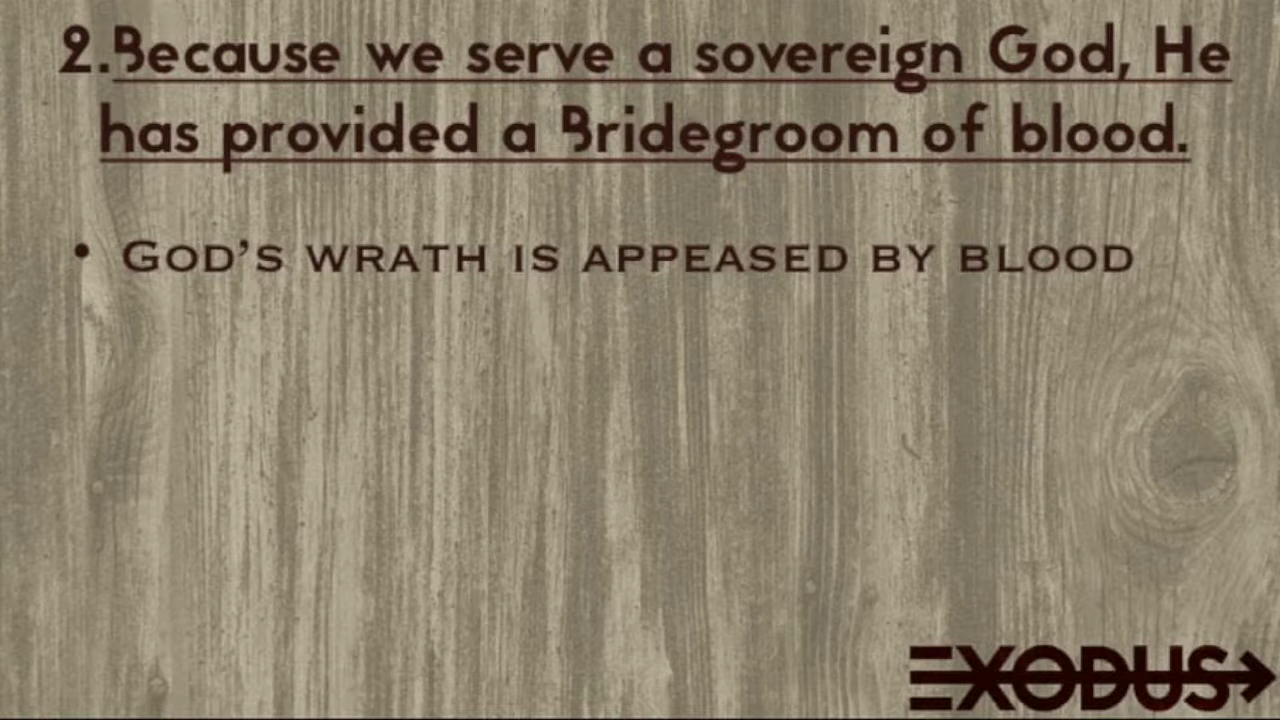 2.Because we serve a sovereign God, He
has provided a Bridegroom of blood.
• God's wrath is appeased by blood
EXODUS